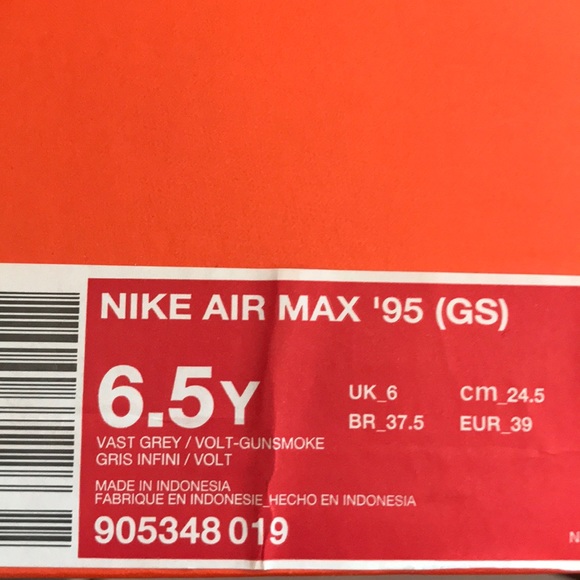 NIKE AIR MAX '95 (GS)
6.5Y
UK_6 cm_24.5
BR_37.5 EUR_39
VAST GREY / VOLT-GUNSMOKE
GRIS INFINI / VOLT
MADE IN INDONESIA
FABRIQUE EN INDONESIE_HECHO EN INDONESIA
905348 019